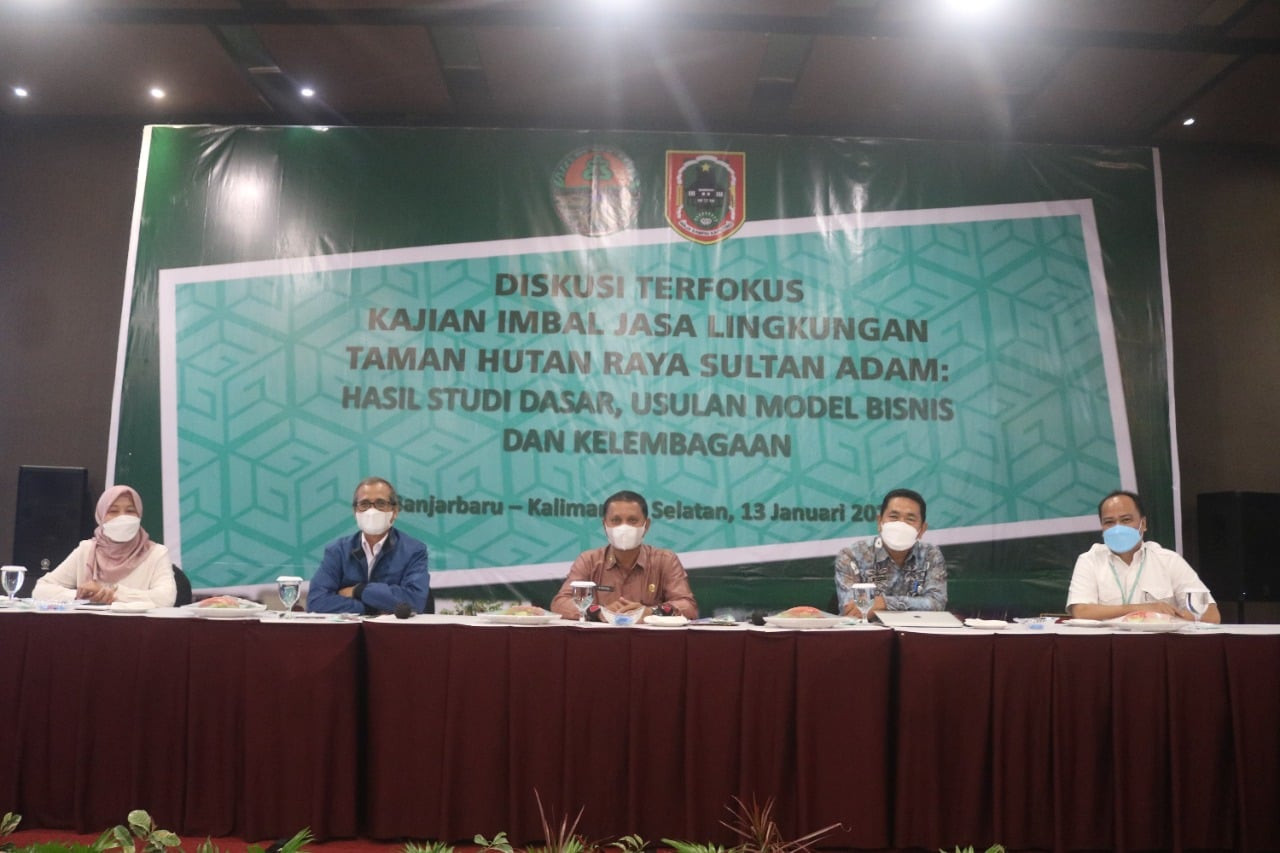 DISKUSI TERFOKUS
KAJIAN IMBAL JASA LINGKUNGAN
TAMAN HUTAN RAYA SULTAN ADAM:
HASIL STUDI DASAR, USULAN MODEL BISNIS
DAN KELEMBAGAAN
Selatan, 13 Januari